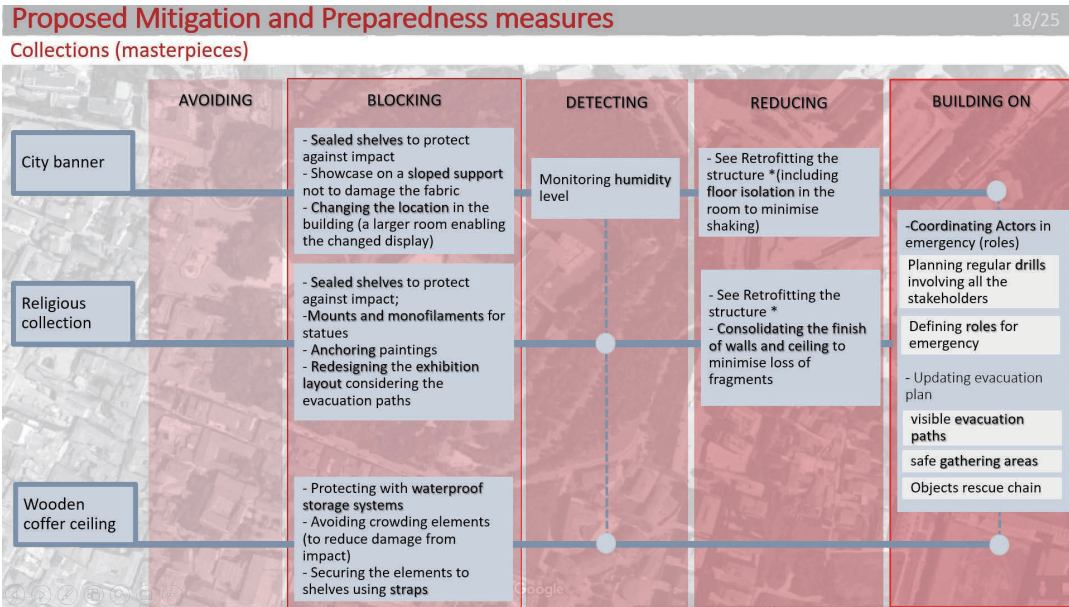 Proposed Mitigation and Preparedness measures
18/25
Collections (masterpieces)
AVOIDING
BLOCKING
DETECTING
REDUCING
BUILDING ON
City banner
- Sealed shelves to protect
against impact
- Showcase on a sloped support
not to damage the fabric
- Changing the location in the
building (a larger room enabling
the changed display)
Monitoring humidity
level
- See Retrofitting the
structure *(including
floor isolation in the
room to minimise
shaking)
Religious
collection
- Sealed shelves to protect
against impact;
-Mounts and monofilaments for
statues
- Anchoring paintings
- Redesigning the exhibition
layout considering the
evacuation paths
- See Retrofitting the
structure *
- Consolidating the finish
of walls and ceiling to
minimise loss of
fragments
Wooden
coffer ceiling
- Protecting with waterproof
storage systems
- Avoiding crowding elements
(to reduce damage from
impact)
- Securing the elements to
shelves using straps
-Coordinating Actors in
emergency (roles)
Planning regular drills
involving all the
stakeholders
Defining roles for
emergency
- Updating evacuation
plan
visible evacuation
paths
safe gathering areas
Objects rescue chain
Google